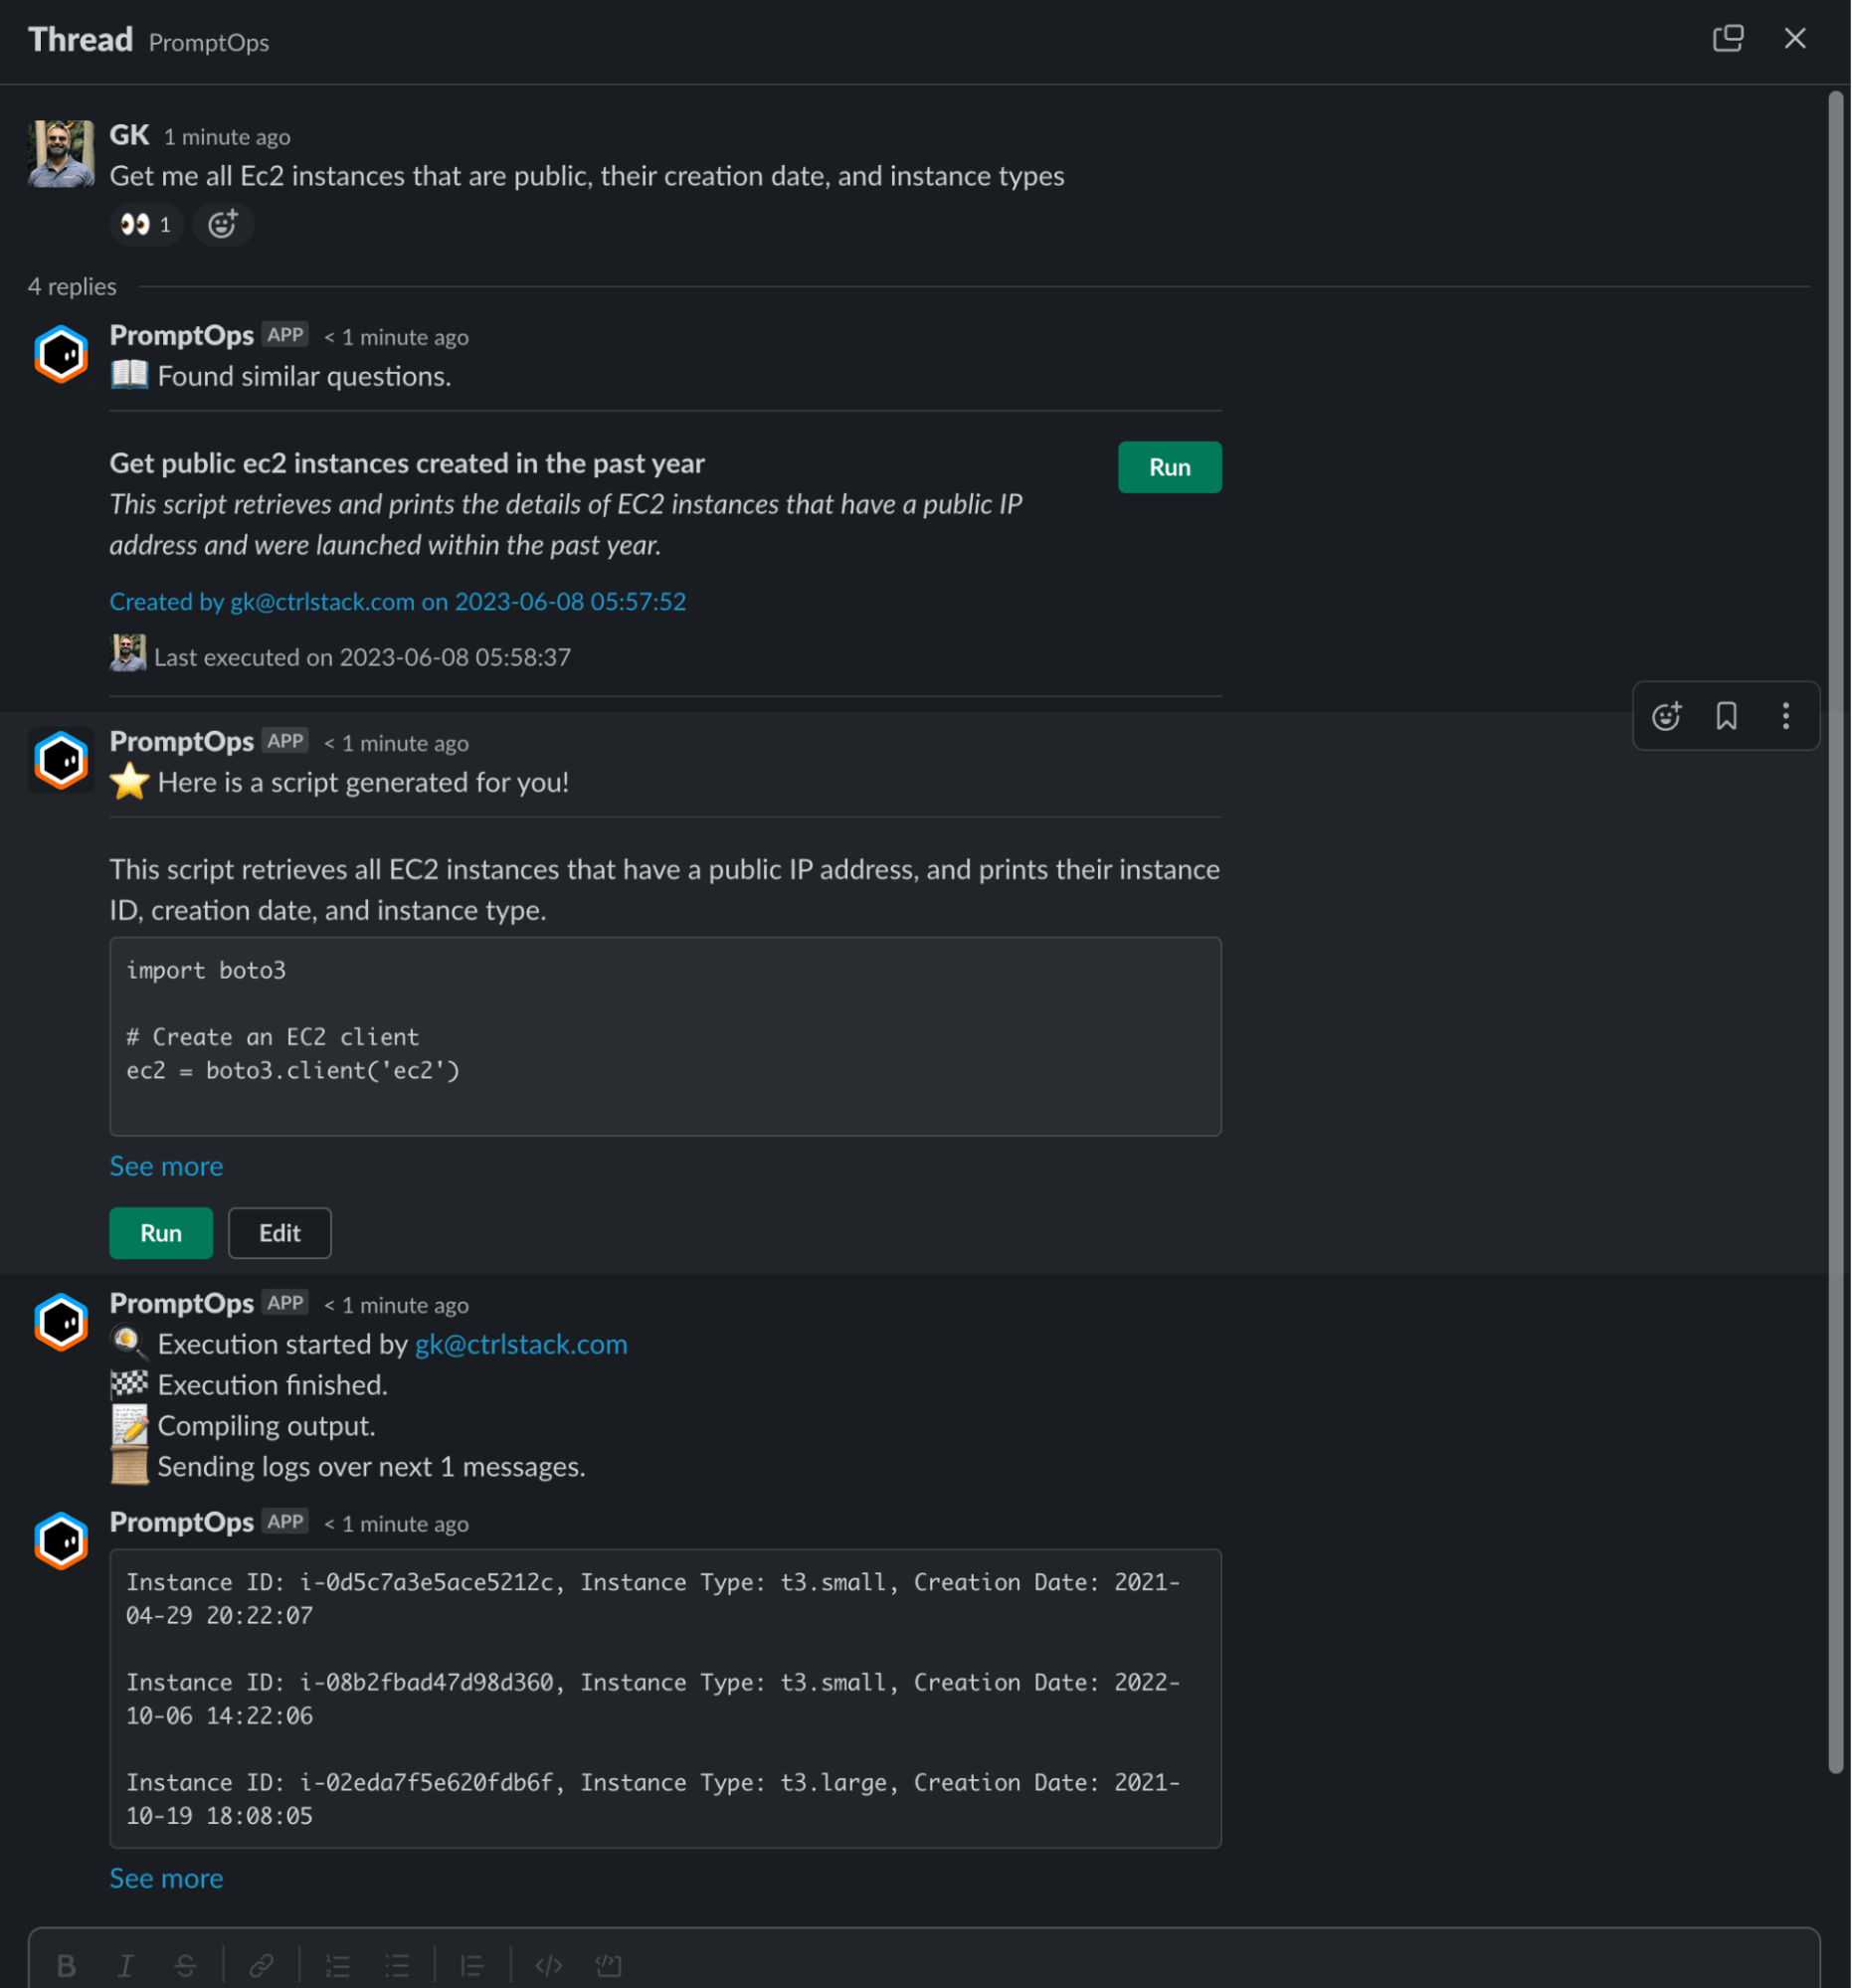 Thread PromptOps
GK 1 minute ago
Get me all Ec2 instances that are public, their creation date, and instance types
1
4 replies
PromptOps APP < 1 minute ago
Found similar questions.
Get public ec2 instances created in the past year
Run
This script retrieves and prints the details of EC2 instances that have a public IP
address and were launched within the past year.
Created by gk@ctrlstack.com on 2023-06-08 05:57:52
Last executed on 2023-06-08 05:58:37
PromptOps APP < 1 minute ago
Here is a script generated for you!
This script retrieves all EC2 instances that have a public IP address, and prints their instance
ID, creation date, and instance type.
import boto3
# Create an EC2 client
ec2 = boto3.client('ec2')
See more
Run Edit
PromptOps APP < 1 minute ago
Execution started by gk@ctrlstack.com
Execution finished.
Compiling output.
Sending logs over next 1 messages.
PromptOps APP < 1 minute ago
Instance ID: i-0d5c7a3e5ace5212c, Instance Type: t3.small, Creation Date: 2021-
04-29 20:22:07
Instance ID: i-08b2fbad47d98d360, Instance Type: t3.small, Creation Date: 2022-
10-06 14:22:06
Instance ID: i-02eda7f5e620fdb6f, Instance Type: t3.large, Creation Date: 2021-
10-19 18:08:05
See more